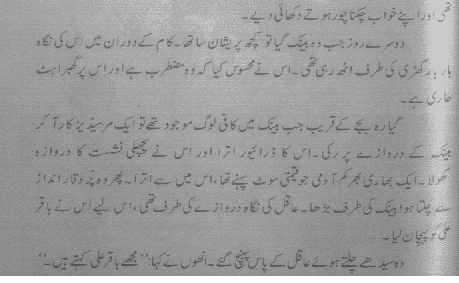 تھی اور اپنے خواب چکنا چور ہوتے دکھائی دیے۔
دوسرے روز جب وہ بینک گیا تو کچھ پریشان سا تھا۔ کام کے دوران میں اس کی نگاہ
بار بار گھڑی کی طرف اٹھ رہی تھی۔ اس نے محسوس کیا کہ وہ مضطرب ہے اور اس پر گھبراہٹ
طاری ہے۔
گیارہ بجے کے قریب جب بینک میں کافی لوگ موجود تھے تو ایک مرسڈیز کار آ کر
بینک کے دروازے پر رکی۔ اس کا ڈرائیور اترا اور اس نے پچھلی نشست کا دروازہ
کھولا۔ ایک بھاری بھر کم آدمی جو قیمتی سوٹ پہنے تھا، اس میں سے اترا۔ پھر وہ پُر وقار انداز
سے چلتا ہوا بینک کی طرف بڑھا۔ عاقل کی نگاہ دروازے کی طرف تھی، اس لیے اس نے باقر
علی کو پہچان لیا۔
وہ سیدھے چلتے ہوئے عاقل کے پاس پہنچ گئے۔ انھوں نے کہا: ’’مجھے باقر علی کہتے ہیں۔‘‘